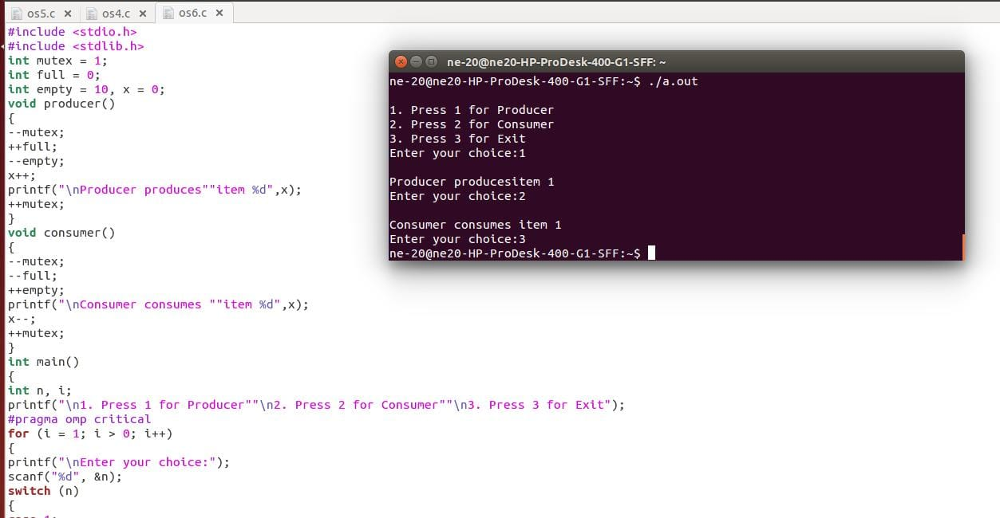 os5.c × os4.c × os6.c ×
#include <stdio.h>
#include <stdlib.h>
int mutex = 1;
int full = 0;
int empty = 10, x = 0;
void producer()
{
--mutex;
++full;
--empty;
x++;
printf("\nProducer produces""item %d",x);
++mutex;
}
void consumer()
{
--mutex;
--full;
++empty;
printf("\nConsumer consumes ""item %d",x);
x--;
++mutex;
}
int main()
{
int n, i;
printf("\n1. Press 1 for Producer""\n2. Press 2 for Consumer""\n3. Press 3 for Exit");
#pragma omp critical
for (i = 1; i > 0; i++)
{
printf("\nEnter your choice:");
scanf("%d", &n);
switch (n)
{
ne-20@ne20-HP-ProDesk-400-G1-SFF: ~
ne-20@ne20-HP-ProDesk-400-G1-SFF:~$ ./a.out
1. Press 1 for Producer
2. Press 2 for Consumer
3. Press 3 for Exit
Enter your choice:1
Producer producesitem 1
Enter your choice:2
Consumer consumes item 1
Enter your choice:3
ne-20@ne20-HP-ProDesk-400-G1-SFF:~$